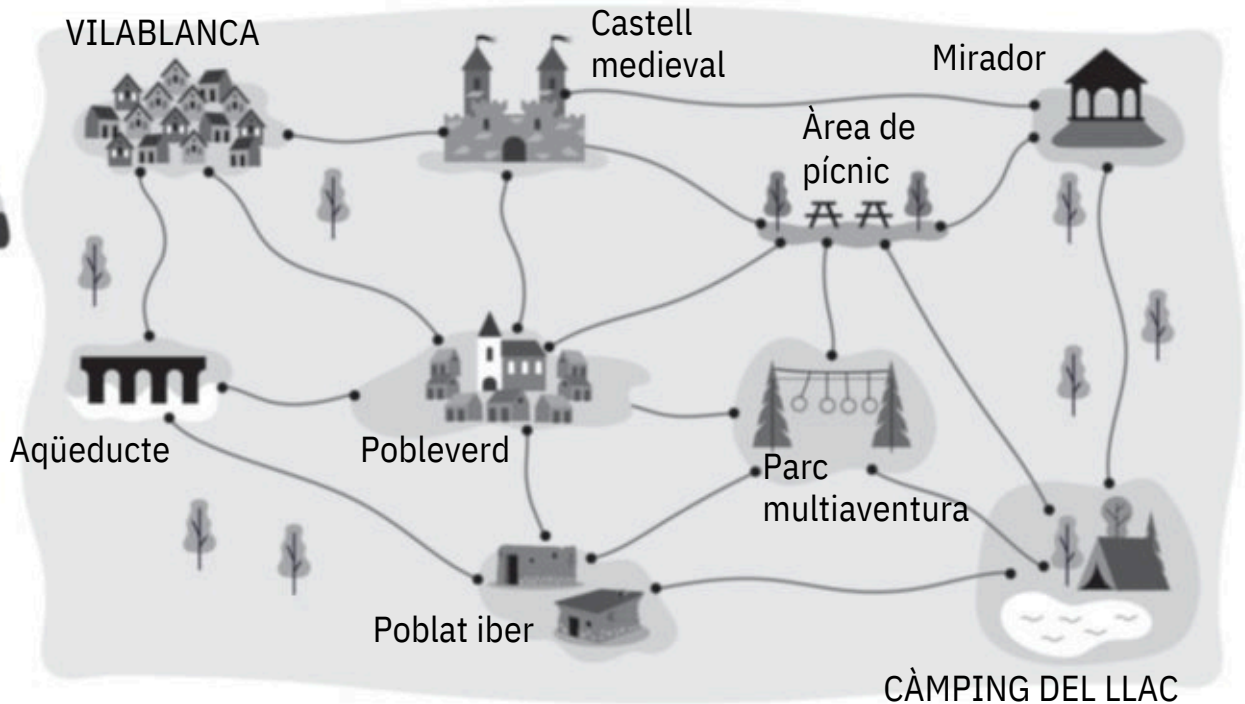 VILABLANCA
Castell
medieval
Mirador
Àrea de
pícnic
Aqüeducte
Pobleverd
Parc
multiaventura
Poblat iber
CÀMPING DEL LLAC